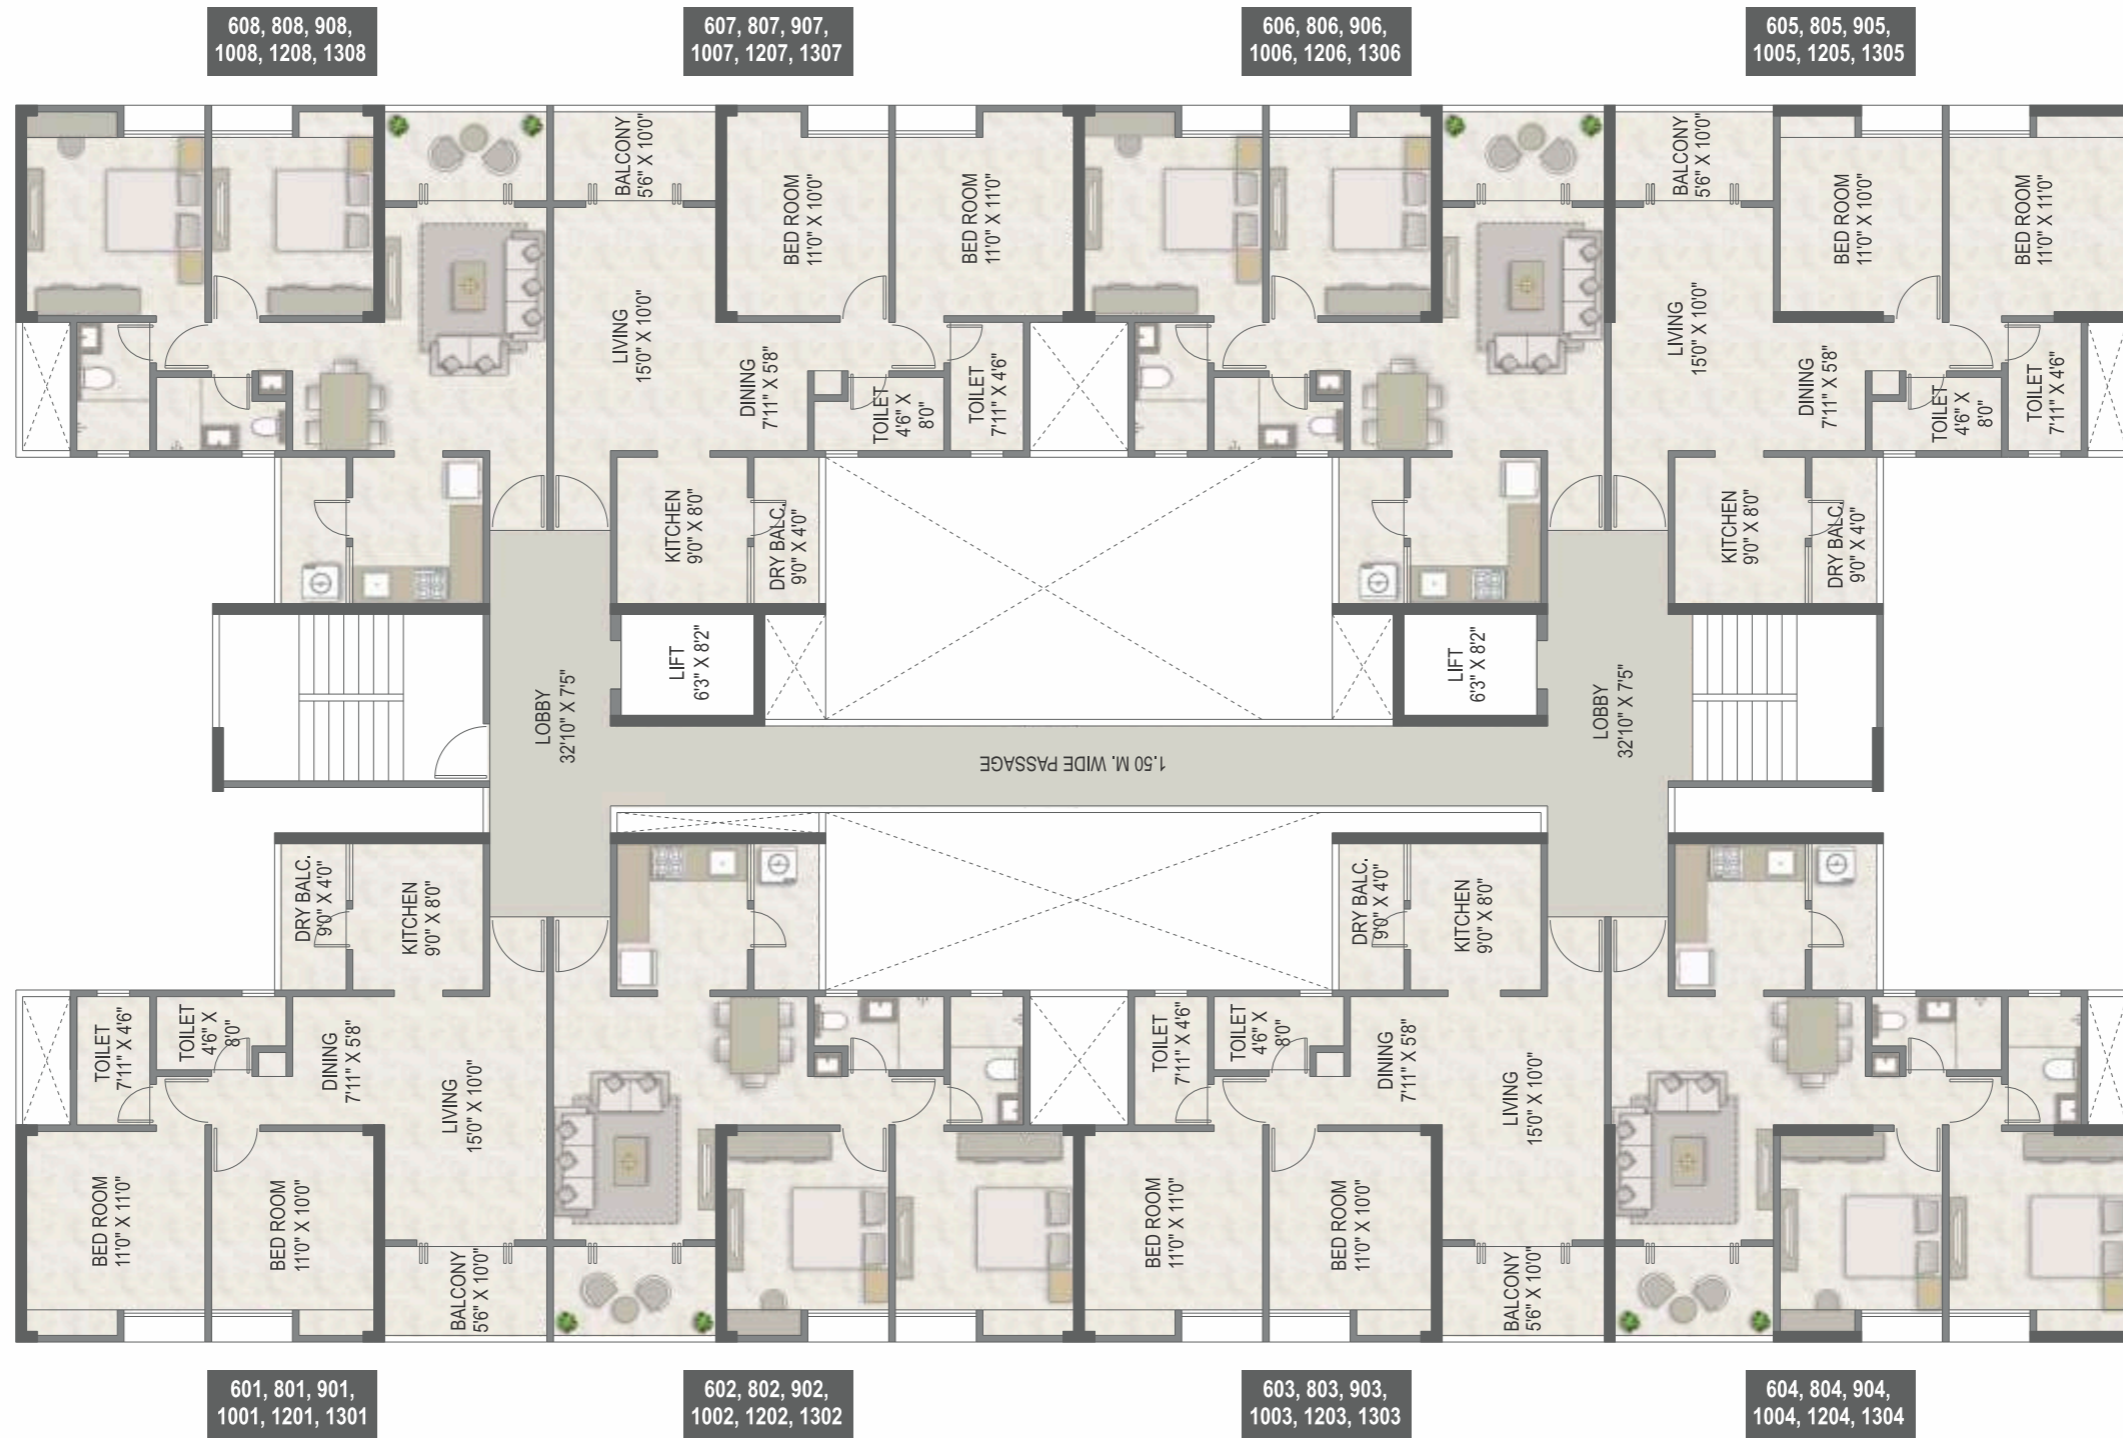 608, 808, 908,
1008, 1208, 1308
607, 807, 907,
1007, 1207, 1307
606, 806, 906,
1006, 1206, 1306
605, 805, 905,
1005, 1205, 1305
BALCONY
5'6" X 10'0"
BED ROOM
11'0" X 10'0"
BED ROOM
11'0" X 11'0"
LIVING
15'0" X 10'0"
DINING
7'11" X 5'8"
TOILET
4'6" X
8'0"
TOILET
7'11" X 4'6"
KITCHEN
9'0" X 8'0"
DRY BALC.
9'0" X 4'0"
BALCONY
5'6" X 10'0"
BED ROOM
11'0" X 10'0"
BED ROOM
11'0" X 11'0"
LIVING
15'0" X 10'0"
DINING
7'11" X 5'8"
TOILET
4'6" X
8'0"
TOILET
7'11" X 4'6"
KITCHEN
9'0" X 8'0"
DRY BALC.
9'0" X 4'0"
LOBBY
32'10" X 7'5"
LIFT
6'3" X 8'2"
LIFT
6'3" X 8'2"
LOBBY
32'10" X 7'5"
1.50 M. WIDE PASSAGE
DRY BALC.
9'0" X 4'0"
KITCHEN
9'0" X 8'0"
TOILET
7'11" X 4'6"
TOILET
4'6" X
8'0"
DINING
7'11" X 5'8"
LIVING
15'0" X 10'0"
BED ROOM
11'0" X 11'0"
BED ROOM
11'0" X 10'0"
BALCONY
5'6" X 10'0"
DRY BALC.
9'0" X 4'0"
KITCHEN
9'0" X 8'0"
TOILET
7'11" X 4'6"
TOILET
4'6" X
8'0"
DINING
7'11" X 5'8"
LIVING
15'0" X 10'0"
BED ROOM
11'0" X 11'0"
BED ROOM
11'0" X 10'0"
BALCONY
5'6" X 10'0"
601, 801, 901,
1001, 1201, 1301
602, 802, 902,
1002, 1202, 1302
603, 803, 903,
1003, 1203, 1303
604, 804, 904,
1004, 1204, 1304